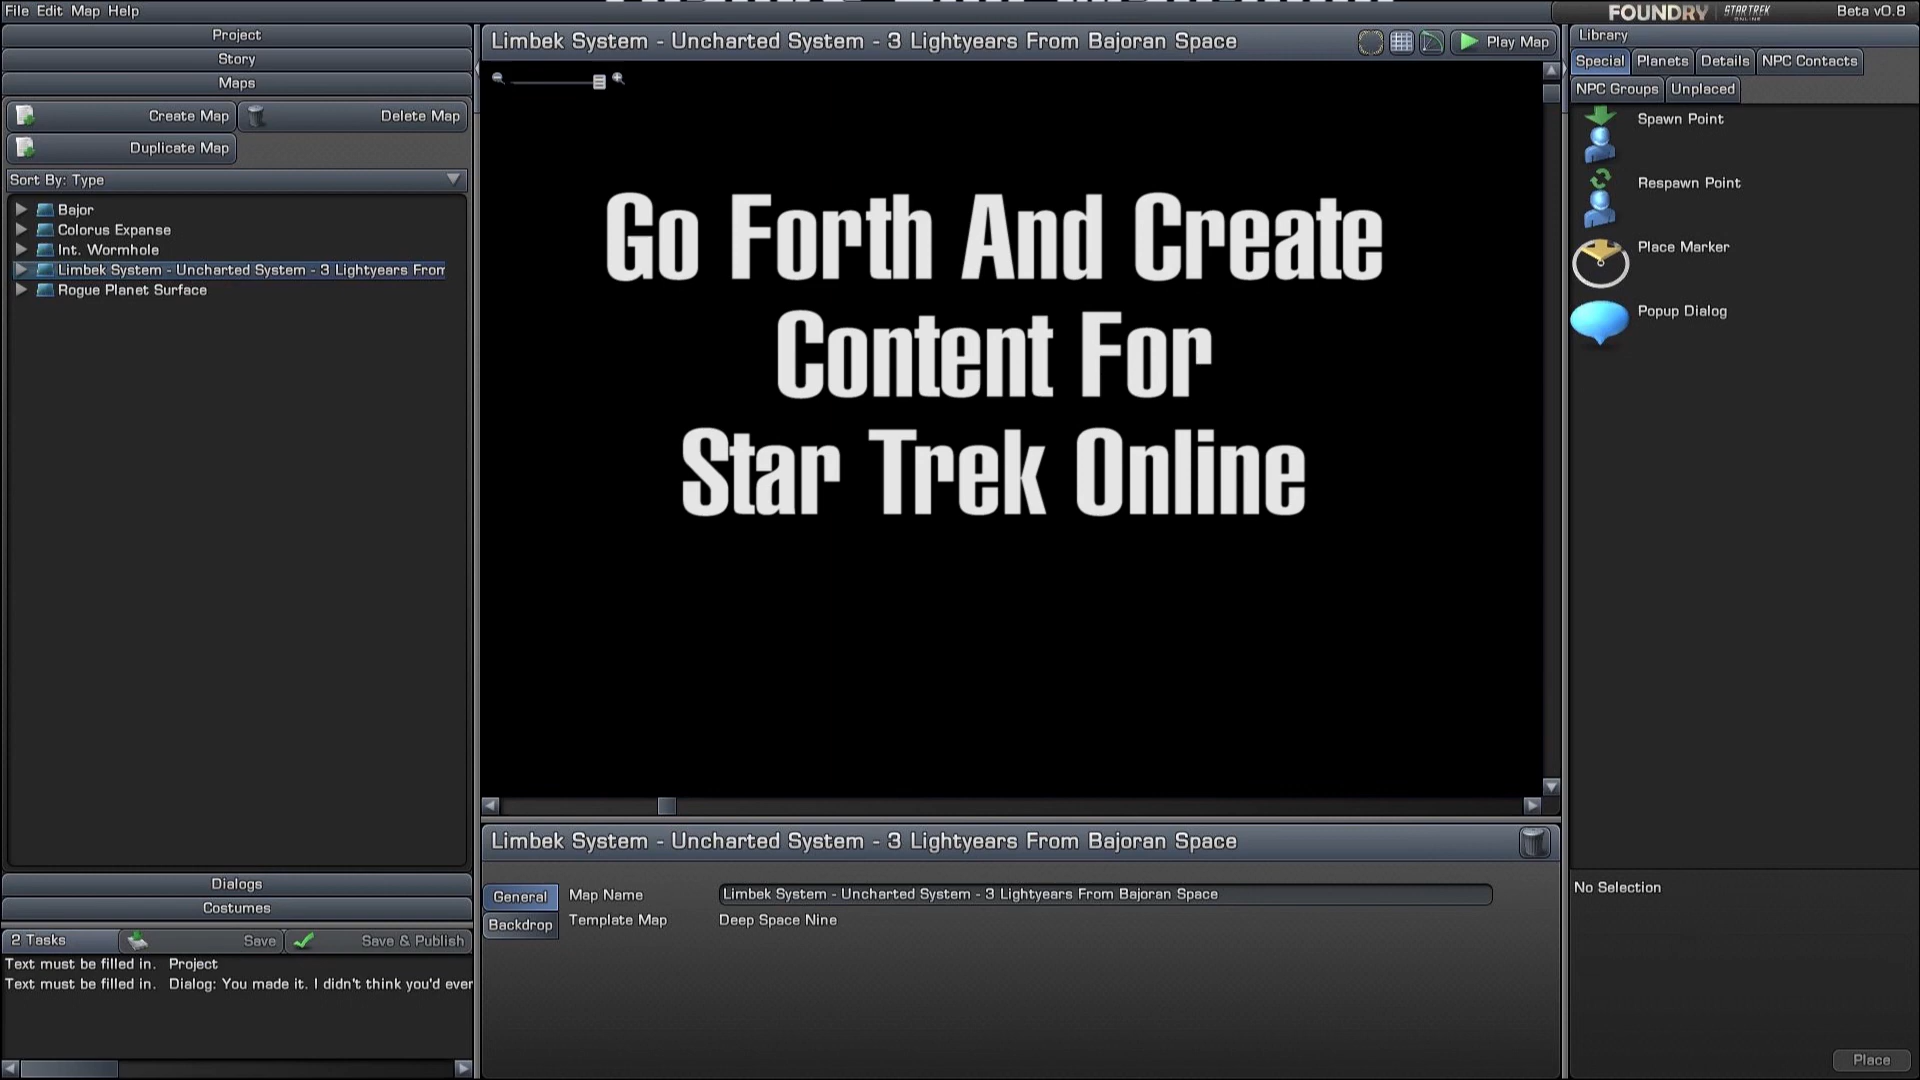 File Edit Map Help
FOUNDRY STAR TREK ONLINE Beta v0.8
Project
Story
Maps
Create Map
Delete Map
Duplicate Map
Sort By: Type
Bajor
Colorus Expanse
Int. Wormhole
Limbek System - Uncharted System - 3 Lightyears From
Rogue Planet Surface
Dialogs
Costumes
2 Tasks
Save
Save & Publish
Text must be filled in. Project
Text must be filled in. Dialog: You made it. I didn't think you'd ever
Limbek System - Uncharted System - 3 Lightyears From Bajoran Space
Play Map
Go Forth And Create
Content For
Star Trek Online
Limbek System - Uncharted System - 3 Lightyears From Bajoran Space
General
Map Name
Limbek System - Uncharted System - 3 Lightyears From Bajoran Space
Backdrop
Template Map
Deep Space Nine
Library
Special Planets Details NPC Contacts
NPC Groups Unplaced
Spawn Point
Respawn Point
Place Marker
Popup Dialog
No Selection
Place